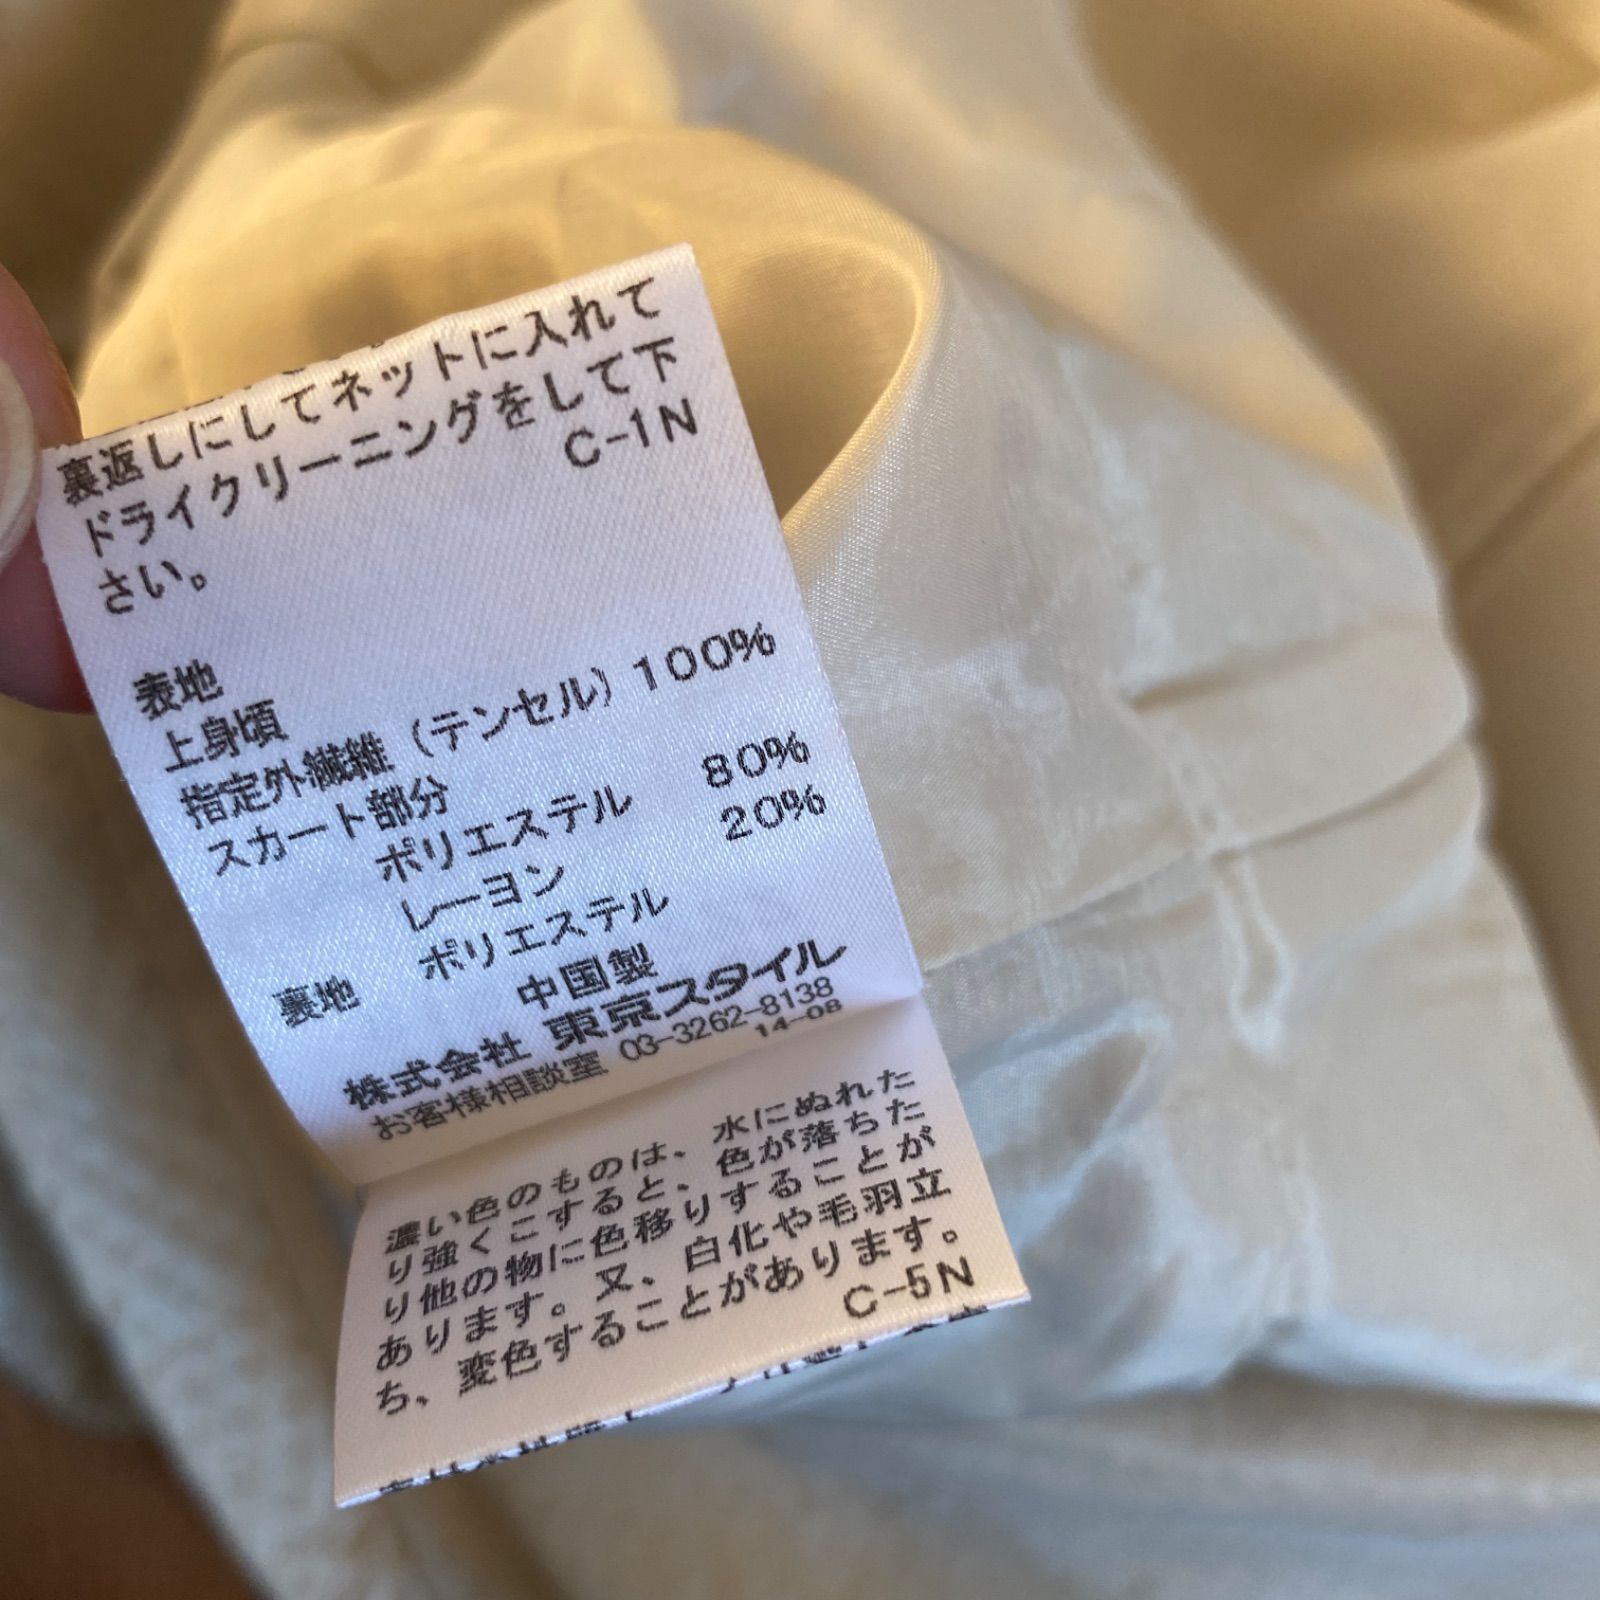 裏返しにしてネットに入れて
ドライクリーニングをして下
さい。
C-1N
表地
上身頃
指定外繊維(テンセル)100%
スカート部分
ポリエステル 80%
レーヨン 20%
裏地 ポリエステル
中国製
株式会社 東京スタイル
お客様相談室 03-3262-8138
14-08
濃い色のものは、水にぬれた
り強くこすると、色が落ちた
り他の物に色移りすることが
あります。又、白化や毛羽立
ち、変色することがあります。
C-5N